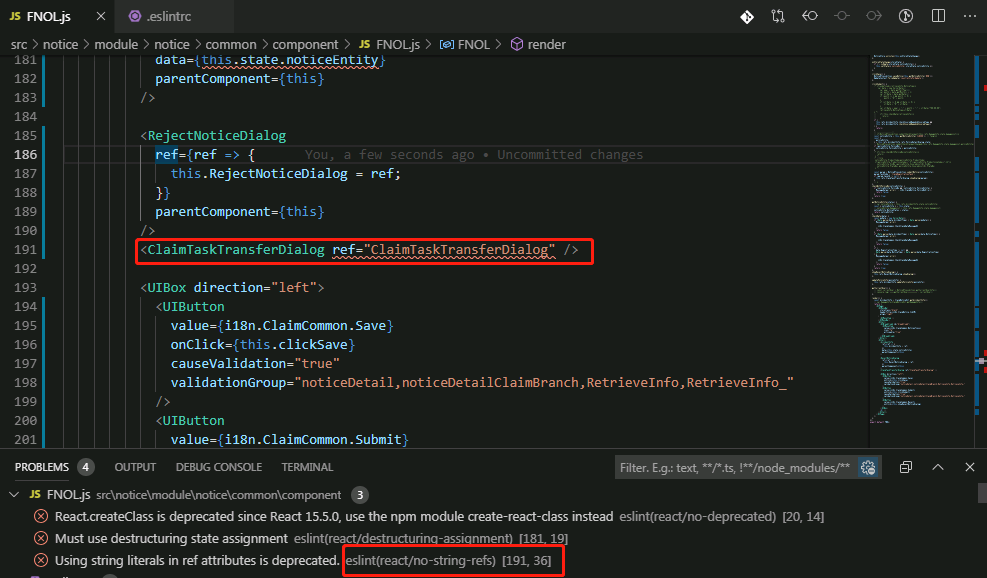 JS FNOL.js × .eslintrc
src > notice > module > notice > common > component > JS FNOL.js > FNOL > render
181 data={this.state.noticeEntity}
182 parentComponent={this}
183 />
184
185 <RejectNoticeDialog
186 ref={ref => { You, a few seconds ago • Uncommitted changes
187 this.RejectNoticeDialog = ref;
188 }}
189 parentComponent={this}
190 />
191 <ClaimTaskTransferDialog ref="ClaimTaskTransferDialog" />
192
193 <UIBox direction="left">
194 <UIButton
195 value={i18n.ClaimCommon.Save}
196 onClick={this.clickSave}
197 causeValidation="true"
198 validationGroup="noticeDetail,noticeDetailClaimBranch,RetrieveInfo,RetrieveInfo_"
199 />
200 <UIButton
201 value={i18n.ClaimCommon.Submit}
PROBLEMS 4 OUTPUT DEBUG CONSOLE TERMINAL Filter. E.g.: text, **/*.ts, !**/node_modules/**
JS FNOL.js src\notice\module\notice\common\component 3
React.createClass is deprecated since React 15.5.0, use the npm module create-react-class instead eslint(react/no-deprecated) [20, 14]
Must use destructuring state assignment eslint(react/destructuring-assignment) [181, 19]
Using string literals in ref attributes is deprecated. eslint(react/no-string-refs) [191, 36]